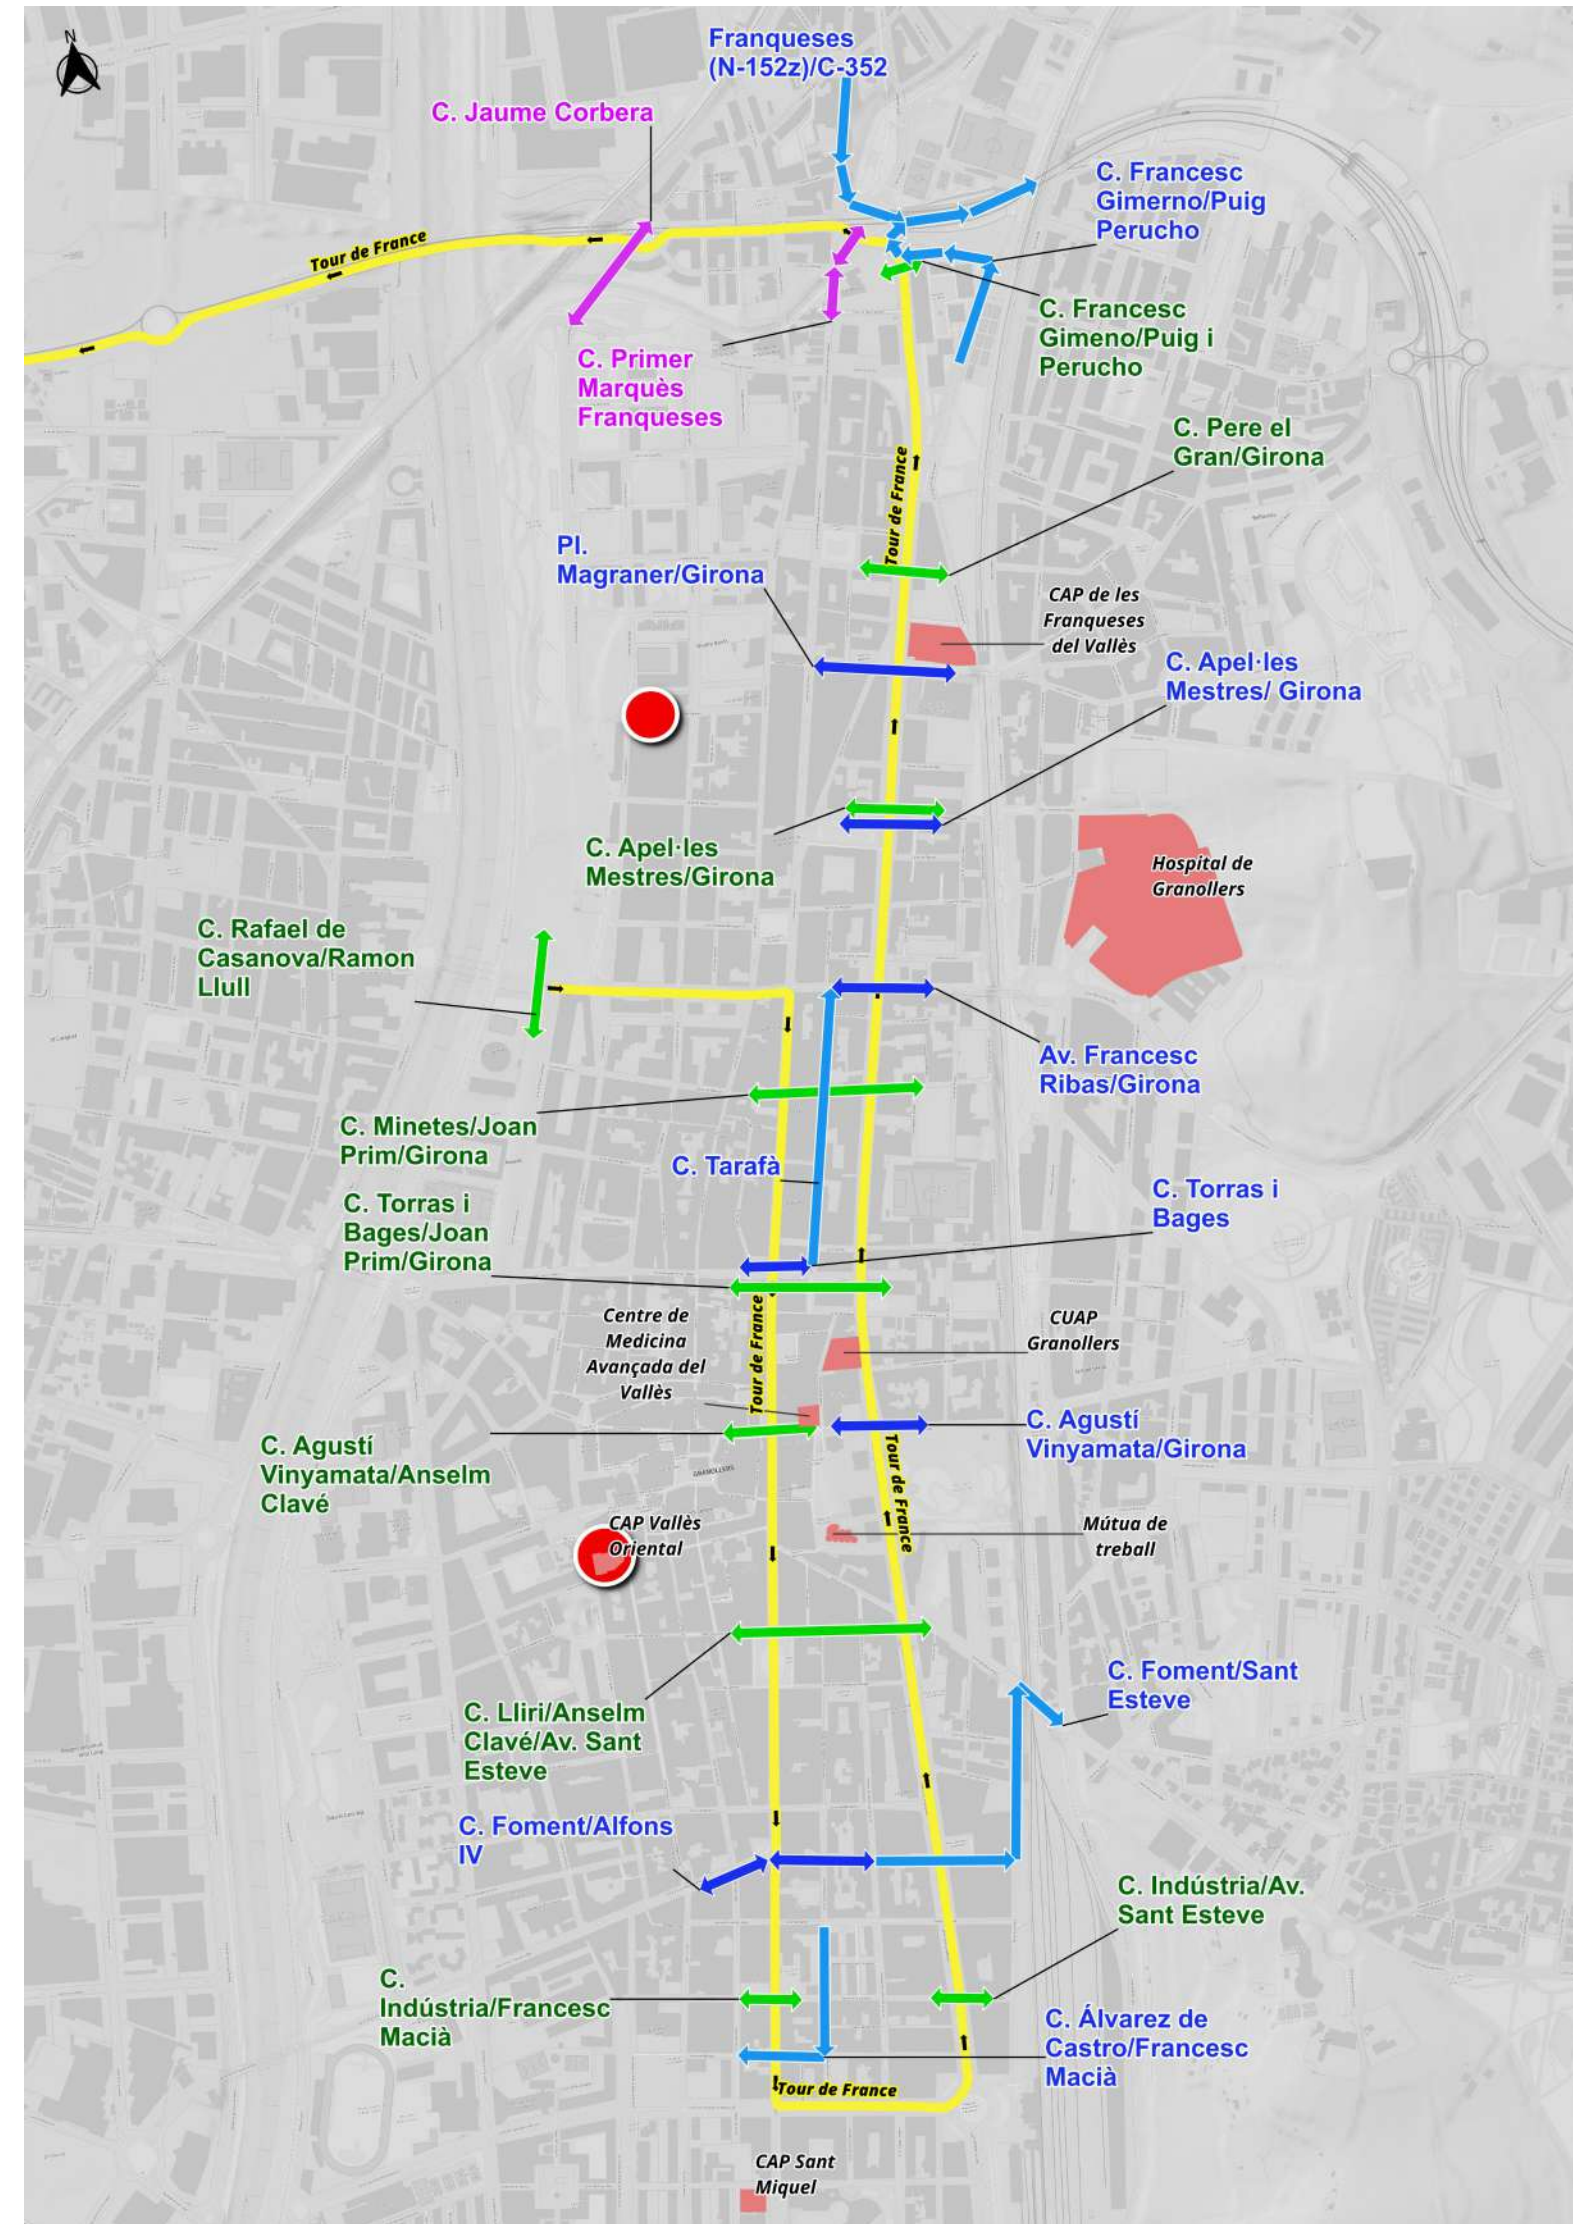 N
Franqueses
(N-152z)/C-352
C. Jaume Corbera
C. Francesc
Gimerno/Puig
Perucho
Tour de France
C. Francesc
Gimeno/Puig i
Perucho
C. Primer
Marquès
Franqueses
C. Pere el
Gran/Girona
Tour de France
Pl.
Magraner/Girona
CAP de les
Franqueses
del Vallès
C. Apel·les
Mestres/ Girona
C. Apel·les
Mestres/Girona
Hospital de
Granollers
C. Rafael de
Casanova/Ramon
Llull
Av. Francesc
Ribas/Girona
C. Minetes/Joan
Prim/Girona
C. Tarafà
C. Torras i
Bages
C. Torras i
Bages/Joan
Prim/Girona
Centre de
Medicina
Avançada del
Vallès
Tour de France
CUAP
Granollers
C. Agustí
Vinyamata/Girona
C. Agustí
Vinyamata/Anselm
Clavé
GRANOLLERS
Tour de France
CAP Vallès
Oriental
Mútua de
treball
C. Foment/Sant
Esteve
C. Lliri/Anselm
Clavé/Av. Sant
Esteve
C. Foment/Alfons
IV
C. Indústria/Av.
Sant Esteve
C.
Indústria/Francesc
Macià
C. Álvarez de
Castro/Francesc
Macià
Tour de France
CAP Sant
Miquel